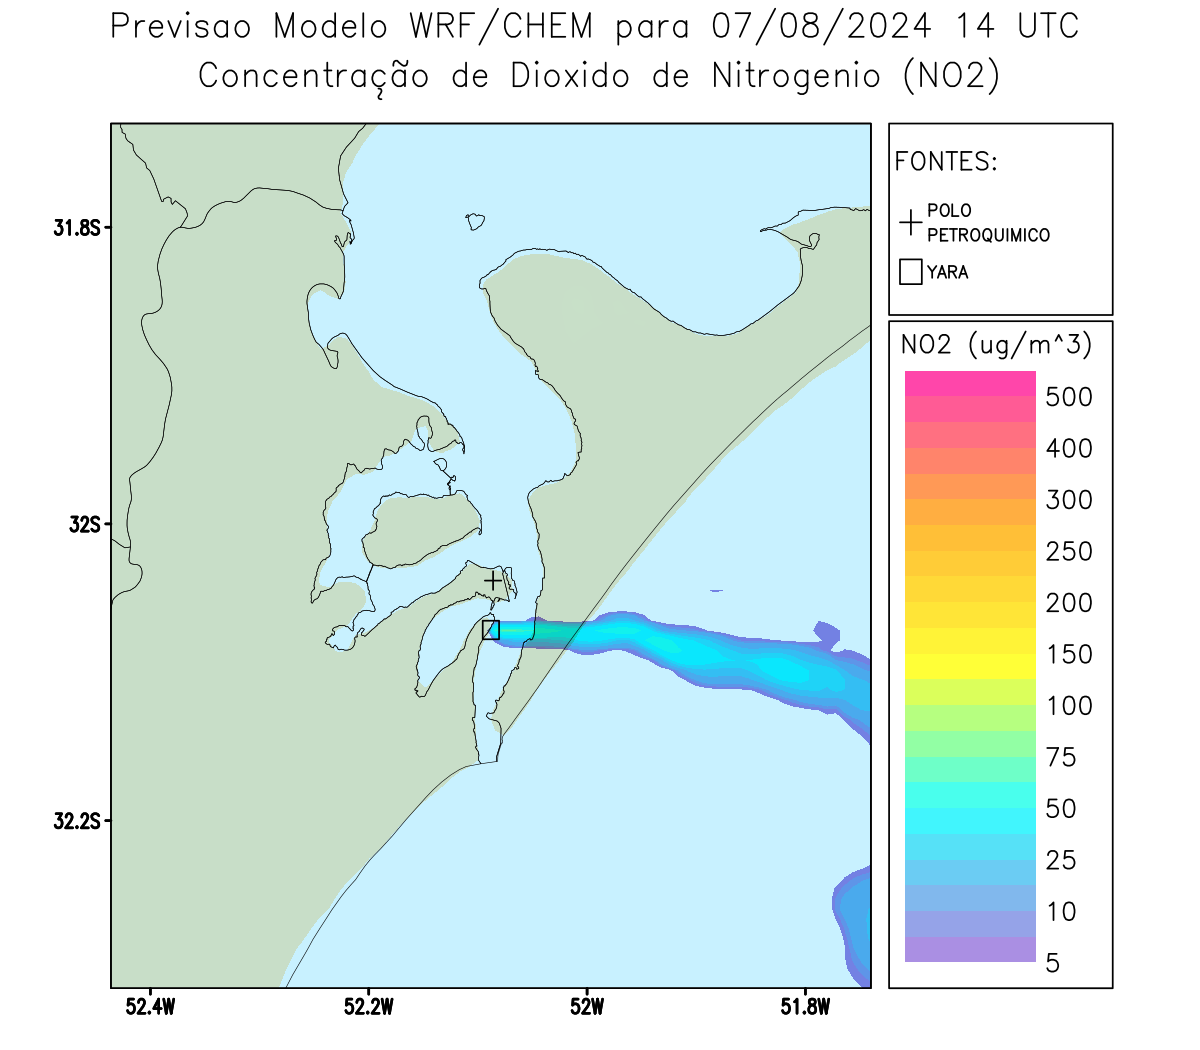 Previsao Modelo WRF/CHEM para 07/08/2024 14 UTC
Concentração de Dioxido de Nitrogenio (NO2)
FONTES:
POLO
PETROQUIMICO
YARA
31.8S
32S
32.2S
52.4W
52.2W
52W
51.8W
NO2 (ug/m^3)
500
400
300
250
200
150
100
75
50
25
10
5